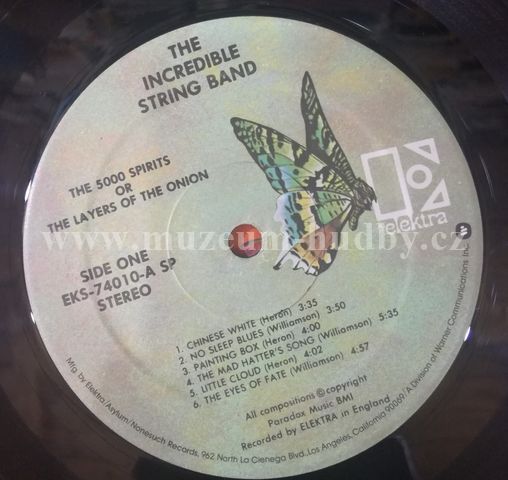 THE
INCREDIBLE
STRING BAND
THE 5000 SPIRITS
OR
THE LAYERS OF THE ONION
elektra
www.muzeum-hudby.cz
SIDE ONE
EKS-74010-A SP
STEREO
1. CHINESE WHITE (Heron) 3:35
2. NO SLEEP BLUES (Williamson) 3:50
3. PAINTING BOX (Heron) 4:00
4. THE MAD HATTER'S SONG (Williamson) 5:35
5. LITTLE CLOUD (Heron) 4:02
6. THE EYES OF FATE (Williamson) 4:57
All compositions © copyright
Paradox Music BMI
Recorded by ELEKTRA in England
Mfg by Elektra/Asylum/Nonesuch Records, 962 North La Cienega Blvd., Los Angeles, California 90069/A Division of Warner Communications Inc.